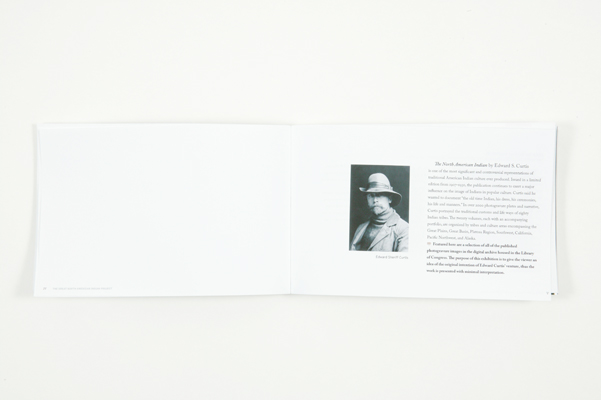 The North American Indian by Edward S. Curtis
is one of the most significant and controversial representations of
traditional American Indian culture ever produced. Issued in a limited
edition from 1907-1930, the publication continues to exert a major
influence on the image of Indians in popular culture. Curtis said he
wanted to document "the old time Indian, his dress, his ceremonies,
his life and manners." In over 2000 photogravure plates and narrative,
Curtis portrayed the traditional customs and life ways of eighty
Indian tribes. The twenty volumes, each with an accompanying
portfolio, are organized by tribes and culture areas encompassing the
Great Plains, Great Basin, Plateau Region, Southwest, California,
Pacific Northwest, and Alaska.
Featured here are a selection of all of the published
photogravure images in the digital archive housed in the Library
of Congress. The purpose of this exhibition is to give the viewer an
idea of the original intention of Edward Curtis' venture, thus the
work is presented with minimal interpretation.
Edward Sheriff Curtis